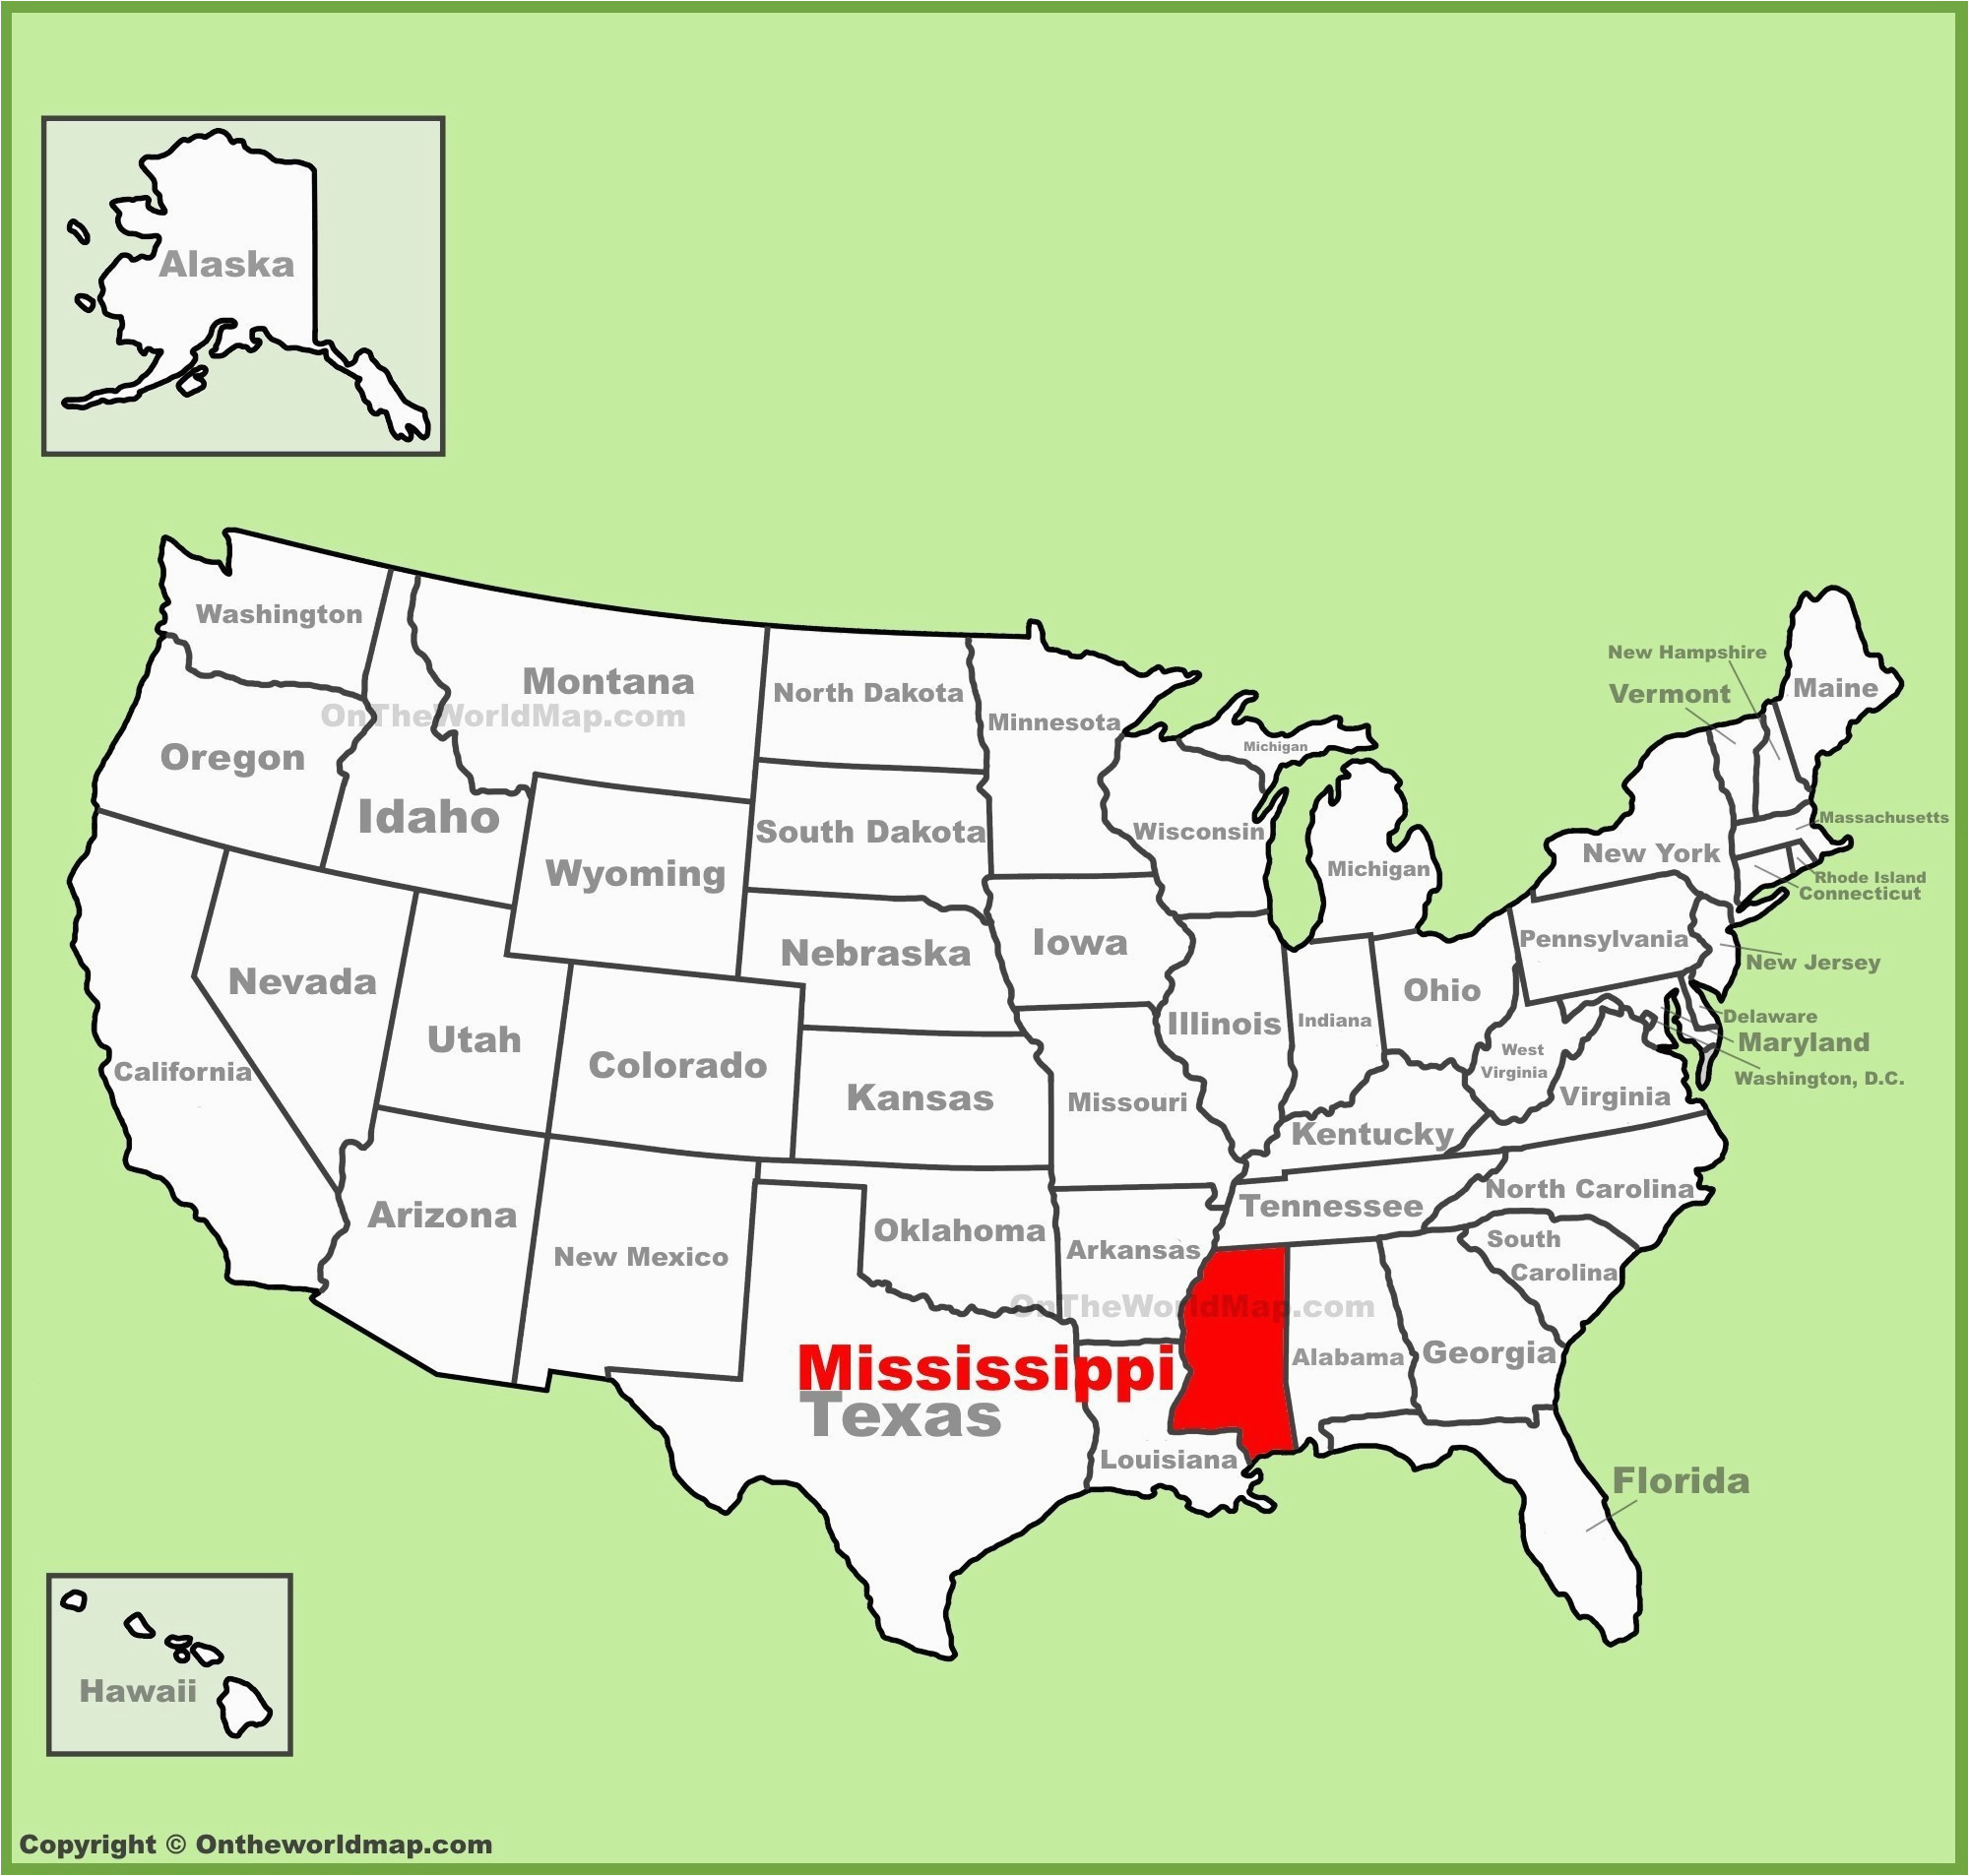 Alaska
Washington
Montana
North Dakota
Minnesota
Michigan
New Hampshire
Vermont
Maine
OnTheWorldMap.com
Oregon
Idaho
Wyoming
South Dakota
Wisconsin
Michigan
New York
Massachusetts
Rhode Island
Connecticut
Nevada
Utah
Colorado
Nebraska
Iowa
Illinois
Indiana
Ohio
Pennsylvania
New Jersey
Delaware
Maryland
Washington, D.C.
California
Kansas
Missouri
Kentucky
West
Virginia
Virginia
Arizona
New Mexico
Oklahoma
Arkansas
Tennessee
North Carolina
South
Carolina
OnTheWorldMap.com
Mississippi
Texas
Louisiana
Alabama
Georgia
Florida
Hawaii
Copyright © Ontheworldmap.com